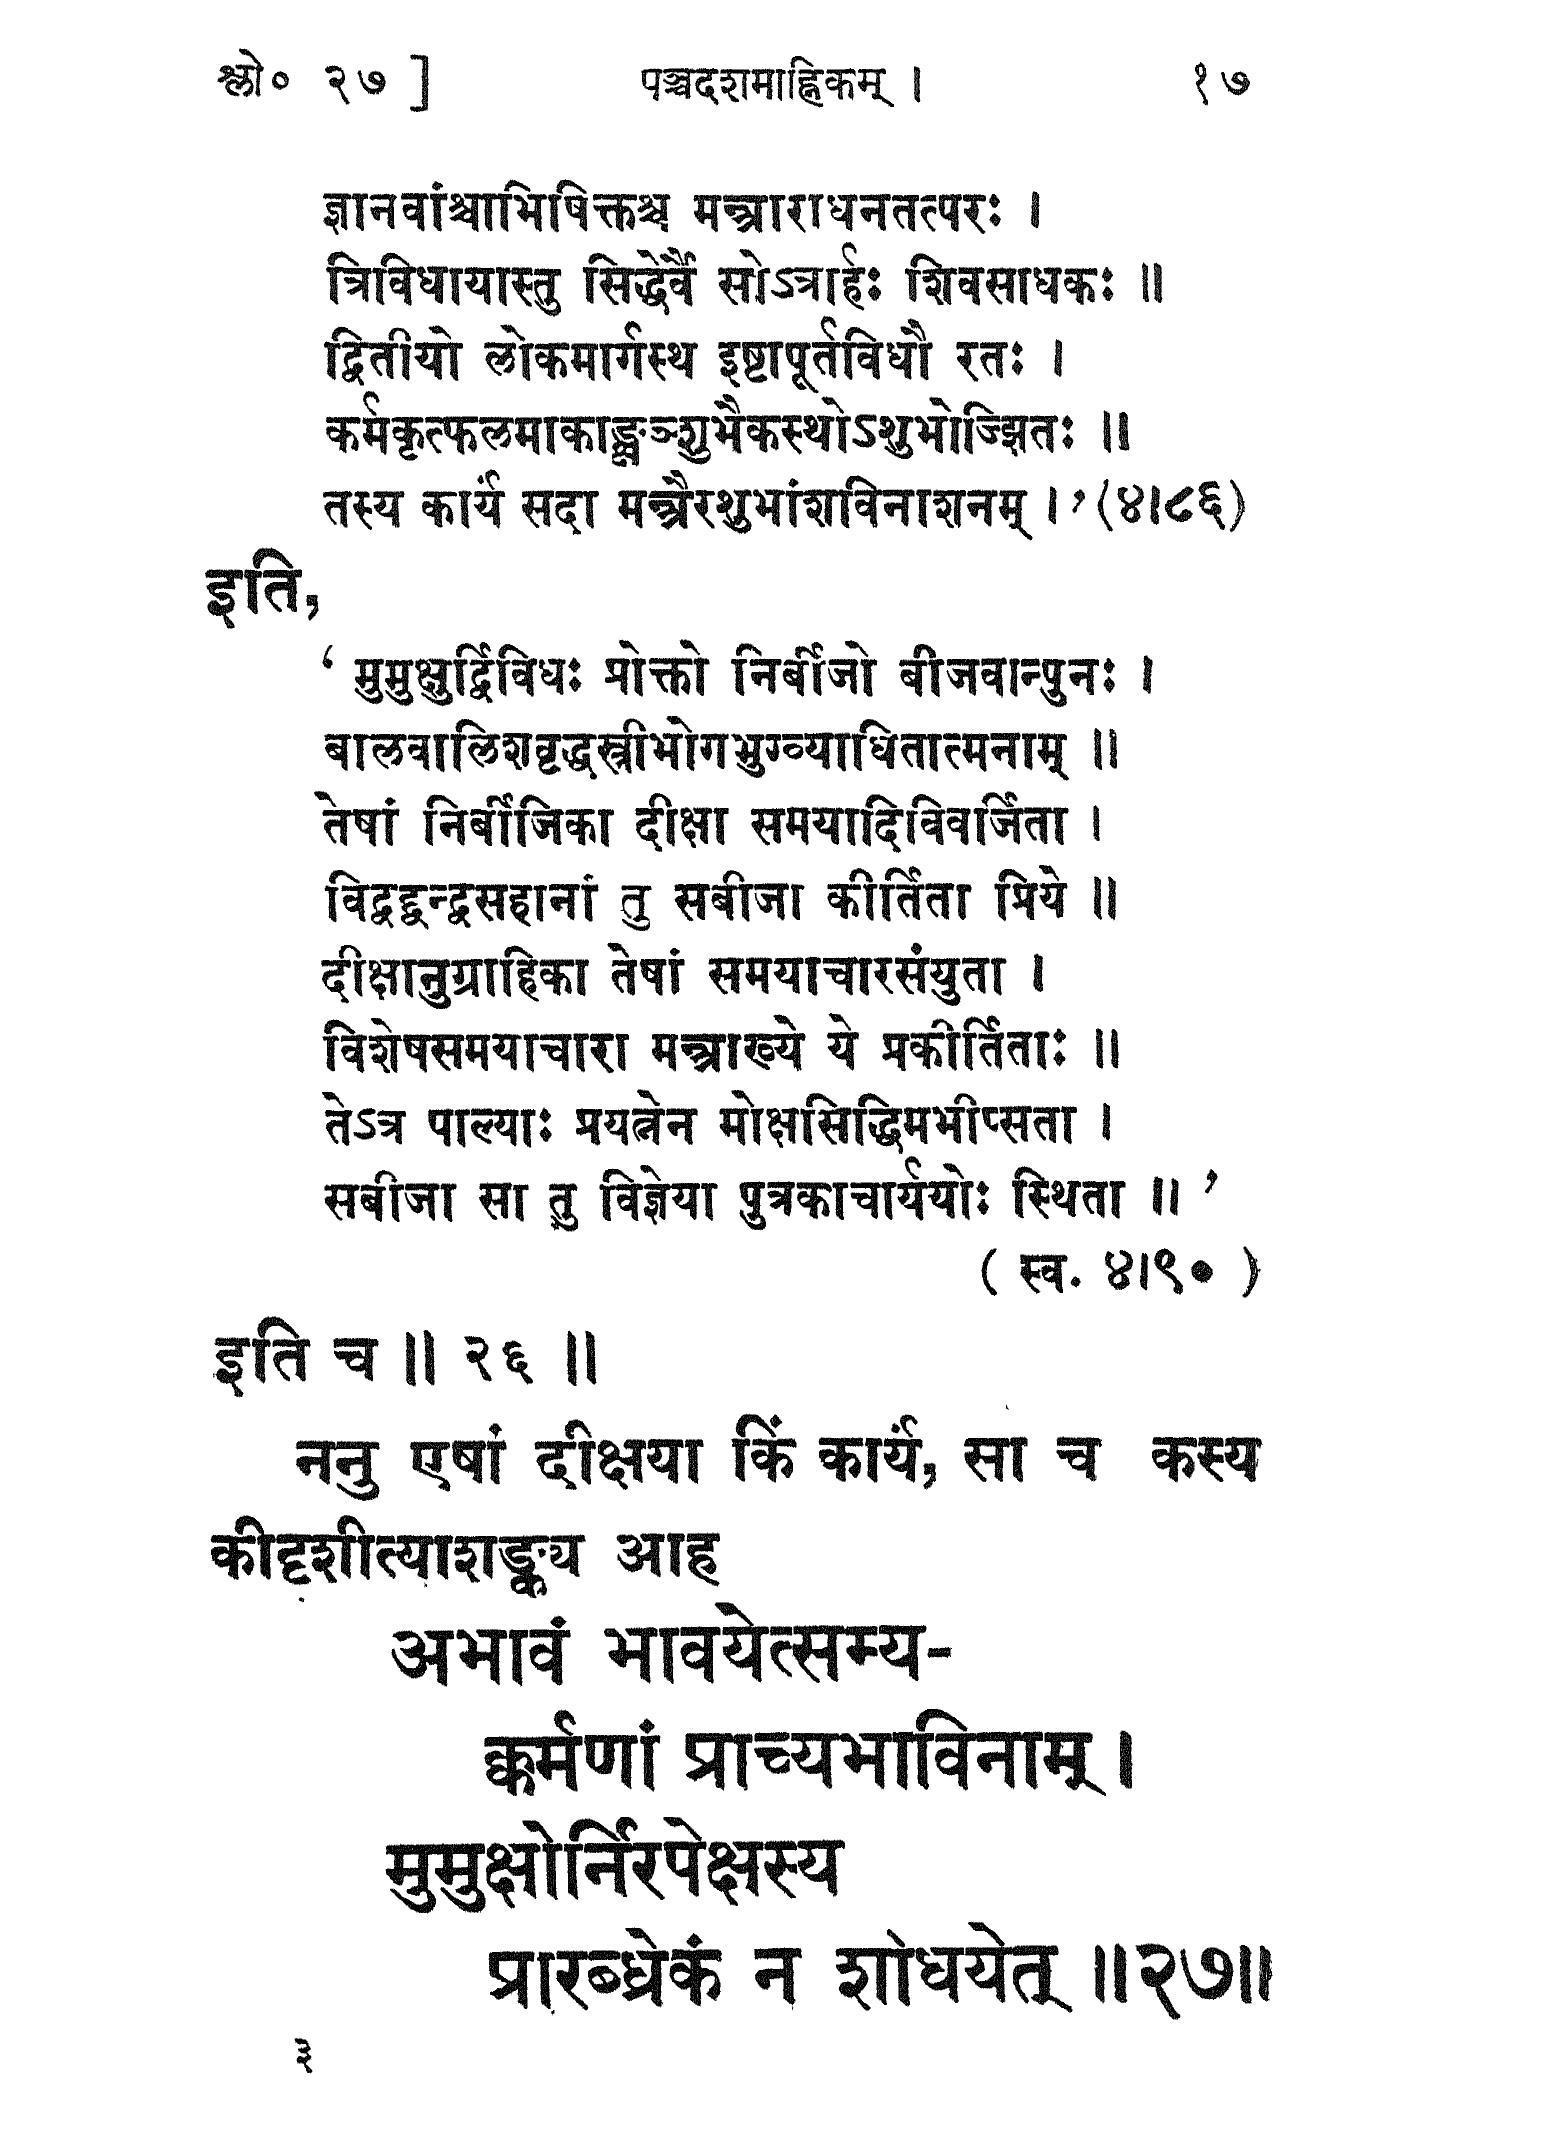 श्लो० २७ ] पञ्चदशमाह्निकम् । १७
ज्ञानवांश्चाभिषिक्तश्च मन्त्राराधनतत्परः ।
त्रिविधायास्तु सिद्धेर्वै सोऽत्रार्हः शिवसाधकः ॥
द्वितीयो लोकमार्गस्थ इष्टापूर्तविधौ रतः ।
कर्मकृत्फलमाकाङ्क्षञ्शुभैकस्थोऽशुभोज्झितः ॥
तस्य कार्यं सदा मन्त्रैरशुभांशविनाशनम् ।’ (४।८६)
इति,
‘ मुमुक्षुर्द्विविधः प्रोक्तो निर्बीजो बीजवान्पुनः ।
बालवालिशवृद्धस्त्रीभोगभुग्व्याधितात्मनाम् ॥
तेषां निर्बीजिका दीक्षा समयादिविवर्जिता ।
विद्वद्द्वन्द्वसहानां तु सबीजा कीर्तिता प्रिये ॥
दीक्षानुग्राहिका तेषां समयाचारसंयुता ।
विशेषसमयाचारा मन्त्राख्ये ये प्रकीर्तिताः ॥
तेऽत्र पाल्याः प्रयत्नेन मोक्षसिद्धिमभीप्सता ।
सबीजा सा तु विज्ञेया पुत्रकाचार्ययोः स्थिता ॥ ’
( स्व. ४।९० )
इति च ॥ २६ ॥
ननु एषां दीक्षया किं कार्यं, सा च कस्य
कीदृशीत्याशङ्क्य आह
अभावं भावयेत्सम्य-
क्कर्मणां प्राच्यभाविनाम् ।
मुमुक्षोर्निरपेक्षस्य
प्रारब्ध्रेकं न शोधयेत् ॥२७॥
३